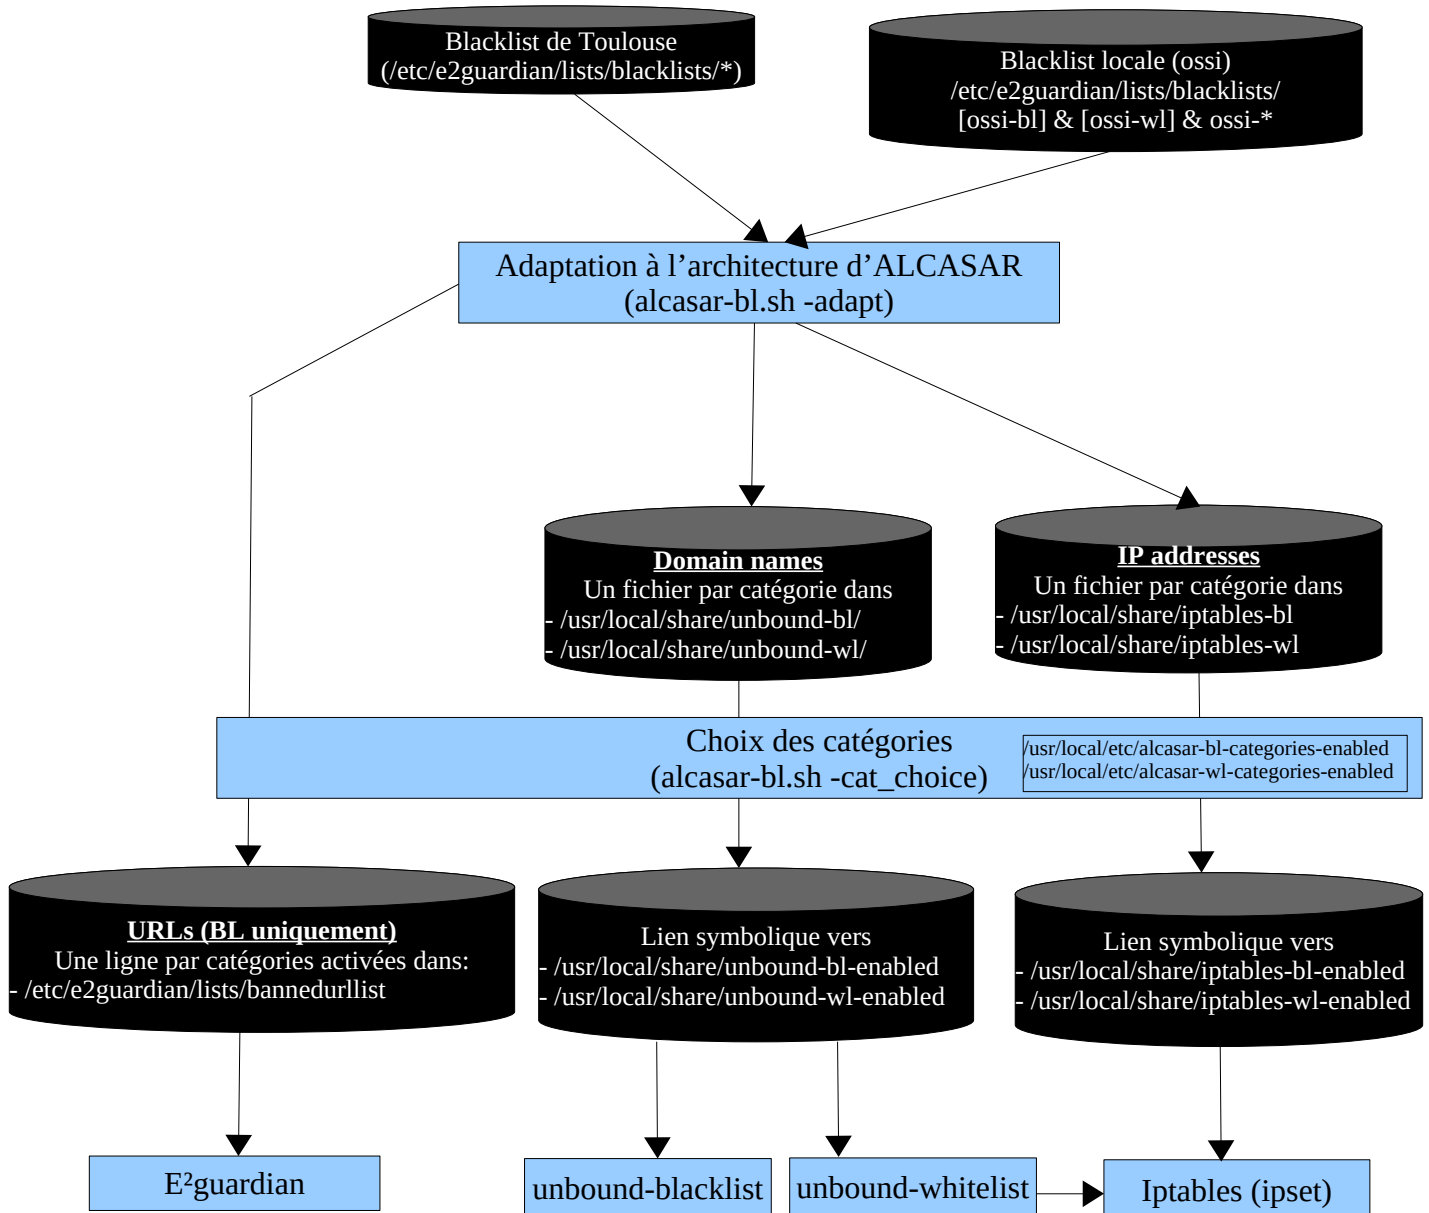 Blacklist de Toulouse
(/etc/e2guardian/lists/blacklists/*)
Blacklist locale (ossi)
/etc/e2guardian/lists/blacklists/
[ossi-bl] & [ossi-wl] & ossi-*
Adaptation à l’architecture d’ALCASAR
(alcasar-bl.sh -adapt)
Domain names
Un fichier par catégorie dans
- /usr/local/share/unbound-bl/
- /usr/local/share/unbound-wl/
IP addresses
Un fichier par catégorie dans
- /usr/local/share/iptables-bl
- /usr/local/share/iptables-wl
Choix des catégories
(alcasar-bl.sh -cat_choice)
/usr/local/etc/alcasar-bl-categories-enabled
/usr/local/etc/alcasar-wl-categories-enabled
URLs (BL uniquement)
Une ligne par catégories activées dans:
- /etc/e2guardian/lists/bannedurllist
Lien symbolique vers
- /usr/local/share/unbound-bl-enabled
- /usr/local/share/unbound-wl-enabled
Lien symbolique vers
- /usr/local/share/iptables-bl-enabled
- /usr/local/share/iptables-wl-enabled
E²guardian
unbound-blacklist
unbound-whitelist
Iptables (ipset)